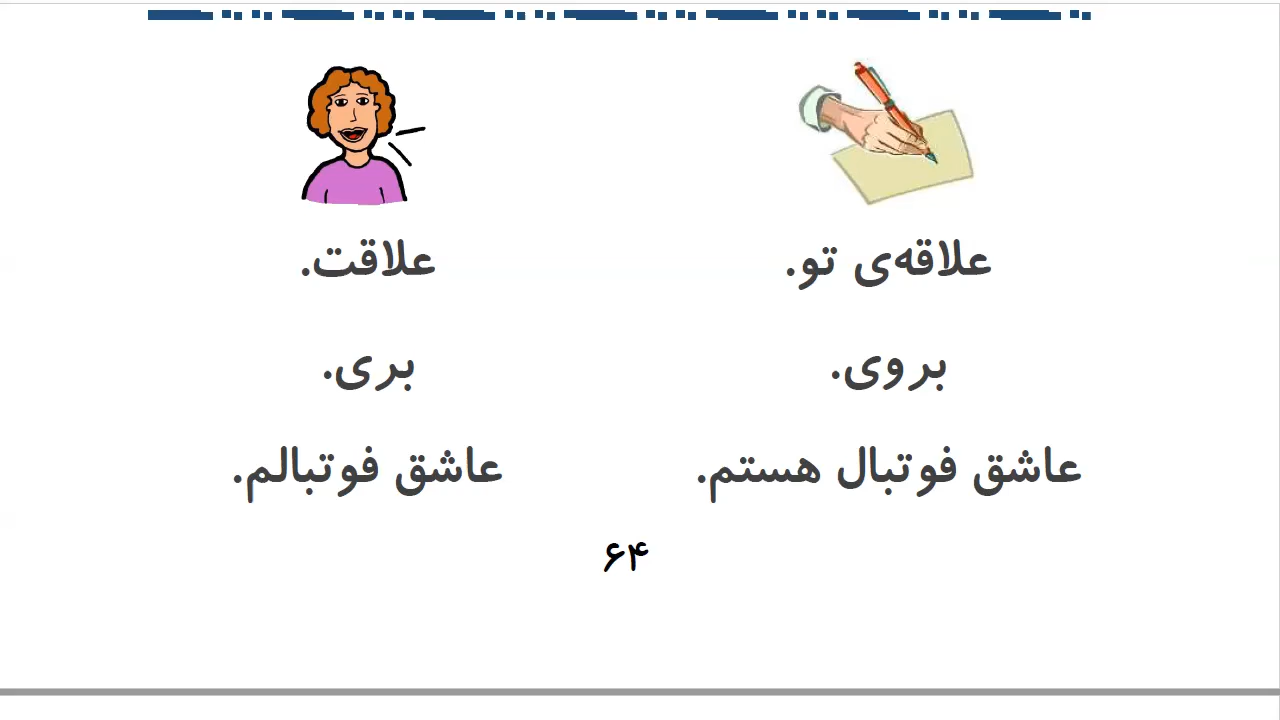 علاقه‌ی تو. علاقت.
بروی. بری.
عاشق فوتبال هستم. عاشق فوتبالم.
۶۴